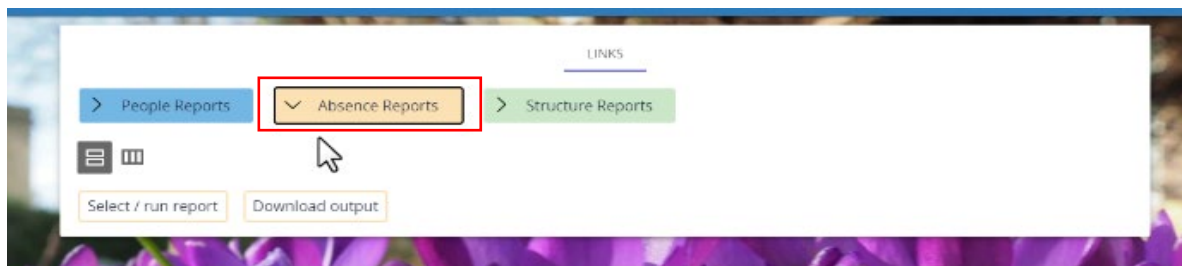 LINKS
People Reports Absence Reports Structure Reports
Select / run report Download output